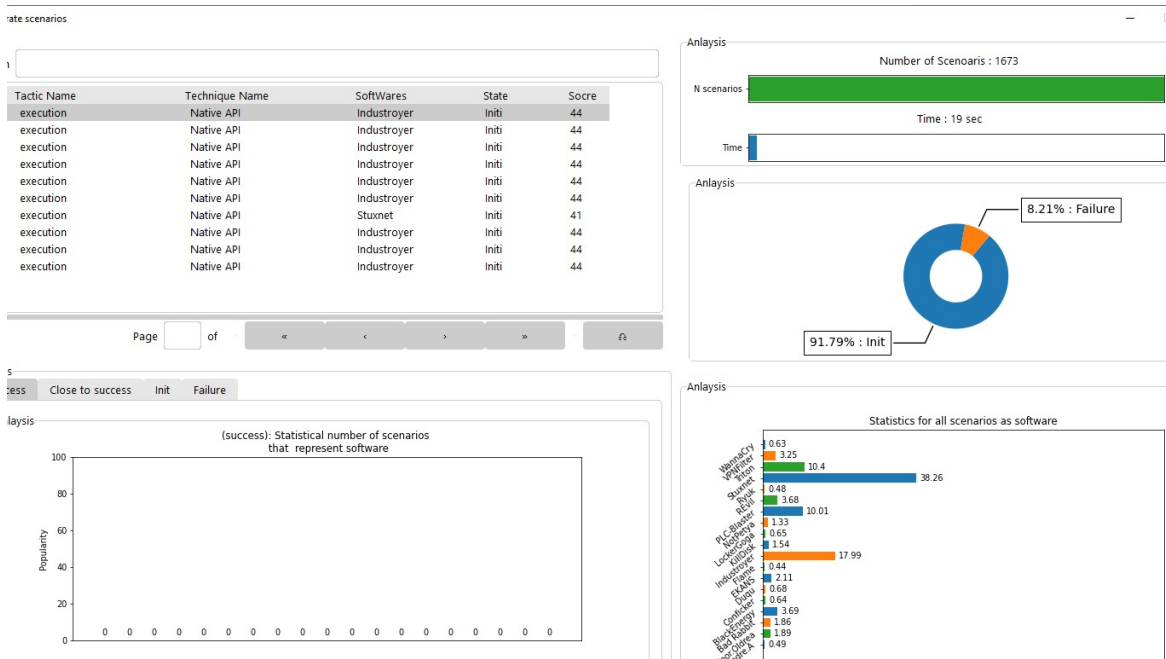 rate scenarios
Tactic Name Technique Name SoftWares State Socre
execution Native API Industroyer Initi 44
execution Native API Industroyer Initi 44
execution Native API Industroyer Initi 44
execution Native API Industroyer Initi 44
execution Native API Industroyer Initi 44
execution Native API Industroyer Initi 44
execution Native API Stuxnet Initi 41
execution Native API Industroyer Initi 44
execution Native API Industroyer Initi 44
execution Native API Industroyer Initi 44
Page of « ‹ › »
cess Close to success Init Failure
laysis
(success): Statistical number of scenarios
that represent software
Popularity
100
80
60
40
20
0
0 0 0 0 0 0 0 0 0 0 0 0 0 0 0 0 0 0 0
Anlaysis
Number of Scenoaris : 1673
N scenarios
Time : 19 sec
Time
Anlaysis
8.21% : Failure
91.79% : Init
Anlaysis
Statistics for all scenarios as software
WannaCry 0.63
VPNFilter 3.25
Triton 10.4
Stuxnet 38.26
Ryuk 0.48
REvil 3.68
PLC-Blaster 10.01
NotPetya 1.33
LockerGoga 0.65
KillDisk 1.54
Industroyer 17.99
Flame 0.44
EKANS 2.11
Duqu 0.68
Conficker 0.64
BlackEnergy 3.69
Bad Rabbit 1.86
oor.Oldrea 1.89
dre.A 0.49